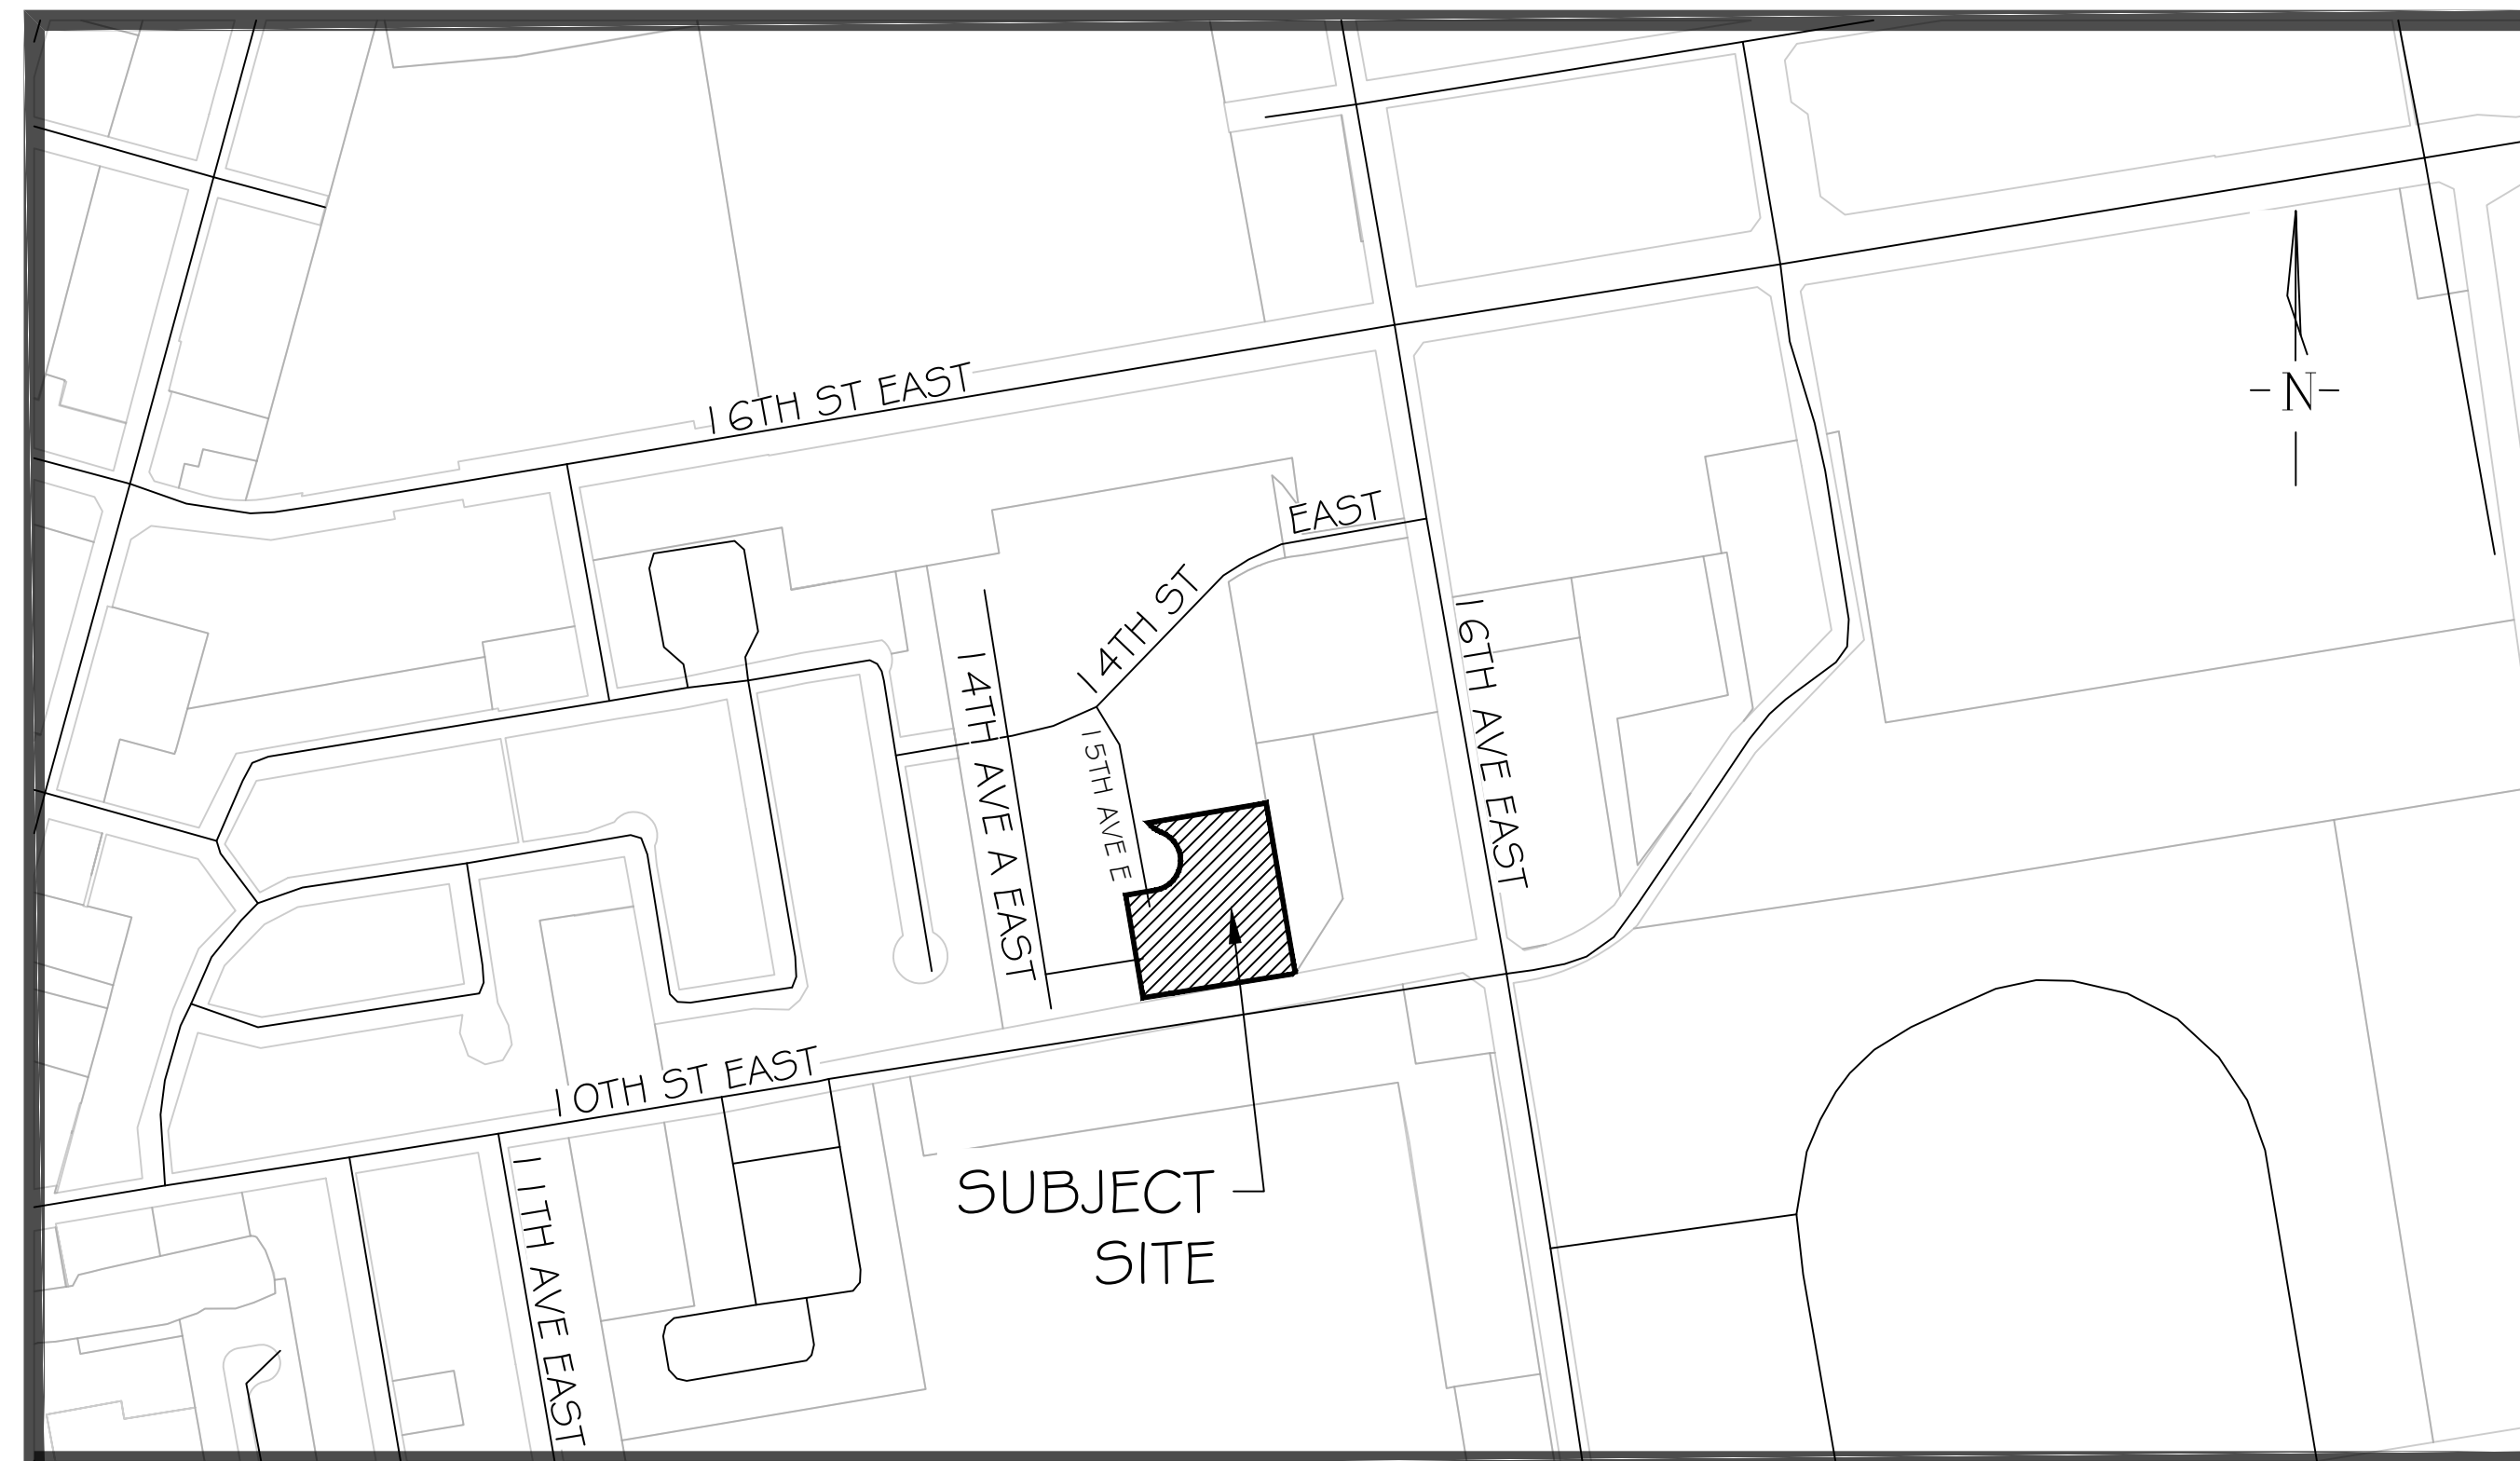 16TH ST EAST
- N -
EAST
14TH ST
16TH AVE EAST
14TH AVE A EAST
15TH AVE E
10TH ST EAST
11TH AVE EAST
SUBJECT
SITE